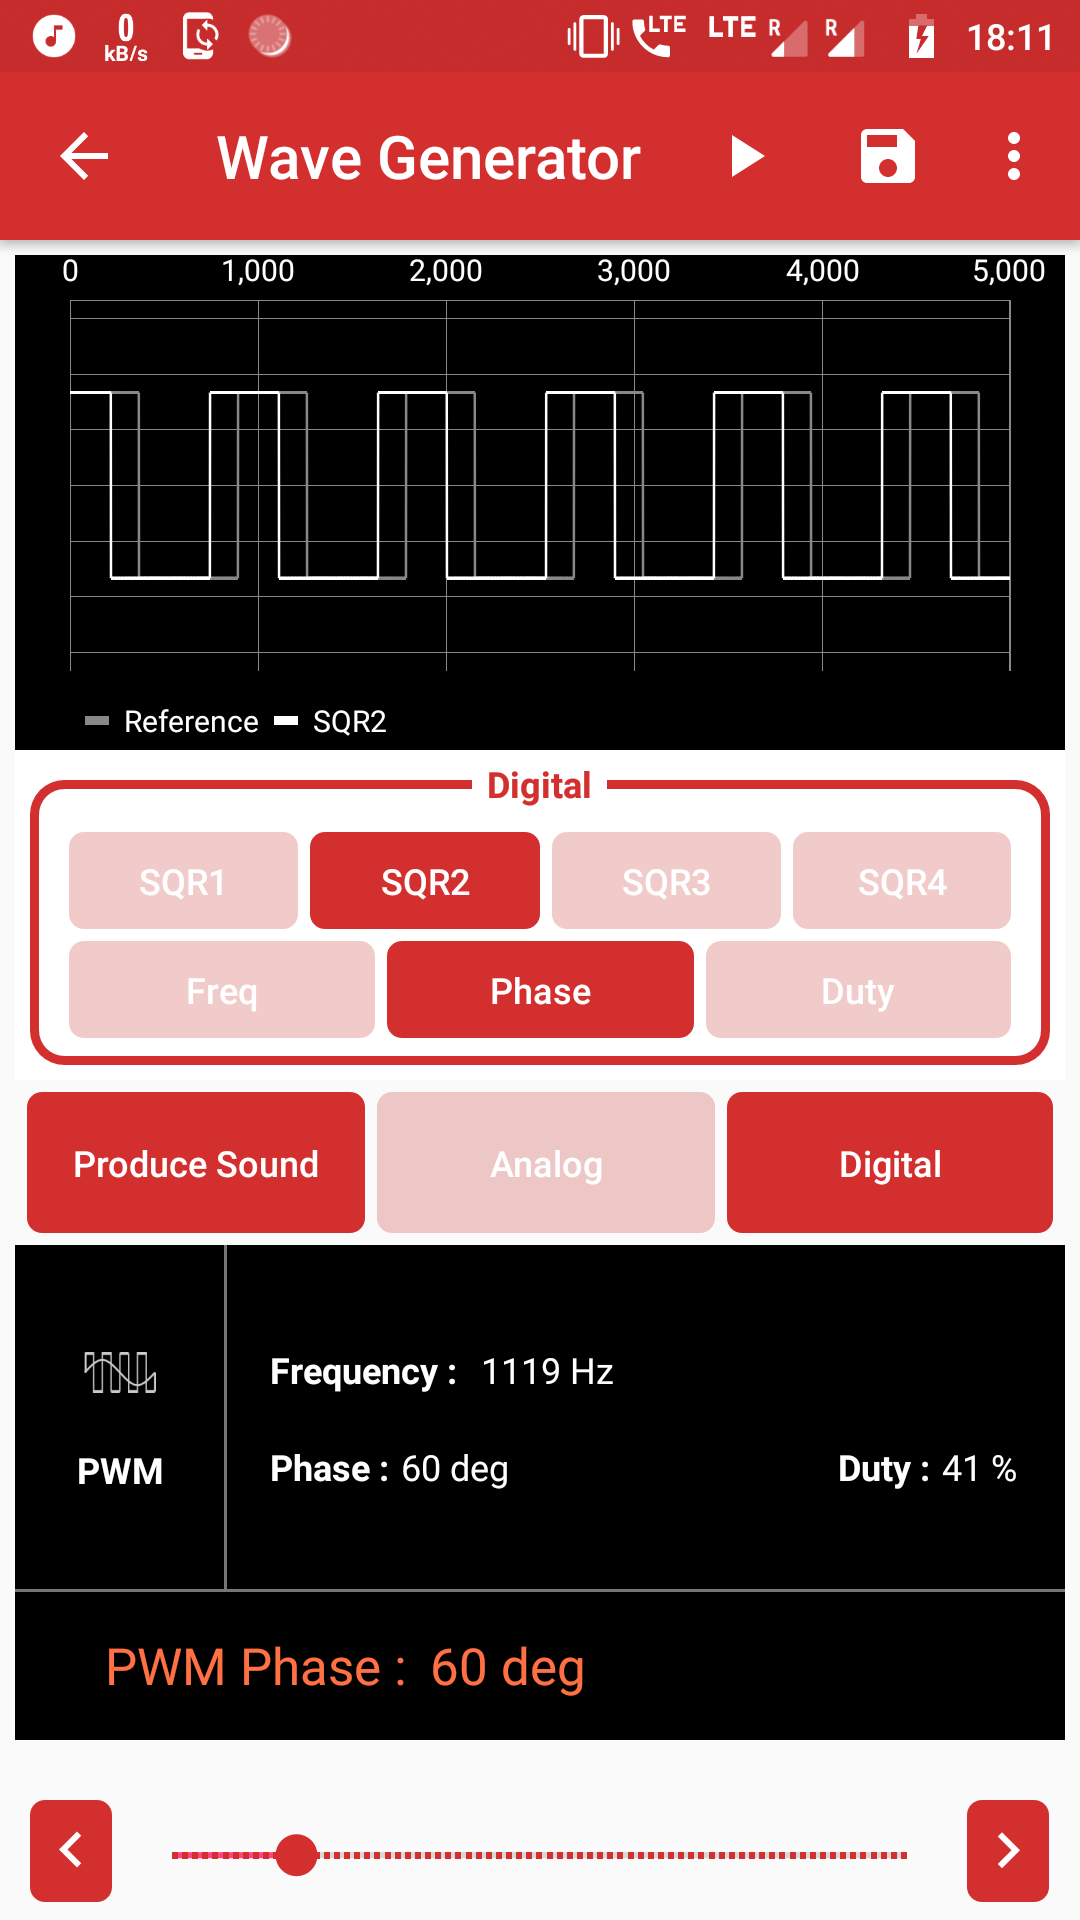 0 kB/s LTE LTE R R 18:11
Wave Generator
0 1,000 2,000 3,000 4,000 5,000
Reference SQR2
Digital
SQR1 SQR2 SQR3 SQR4
Freq Phase Duty
Produce Sound Analog Digital
Frequency : 1119 Hz
PWM Phase : 60 deg Duty : 41 %
PWM Phase : 60 deg